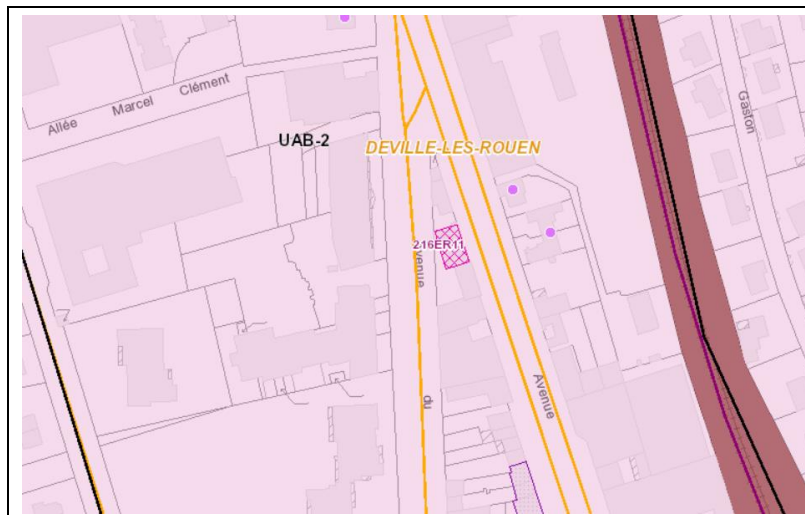 Allée Marcel Clément
UAB-2
DEVILLE-LES-ROUEN
Gaston
216ER11
Avenue
Avenue
du